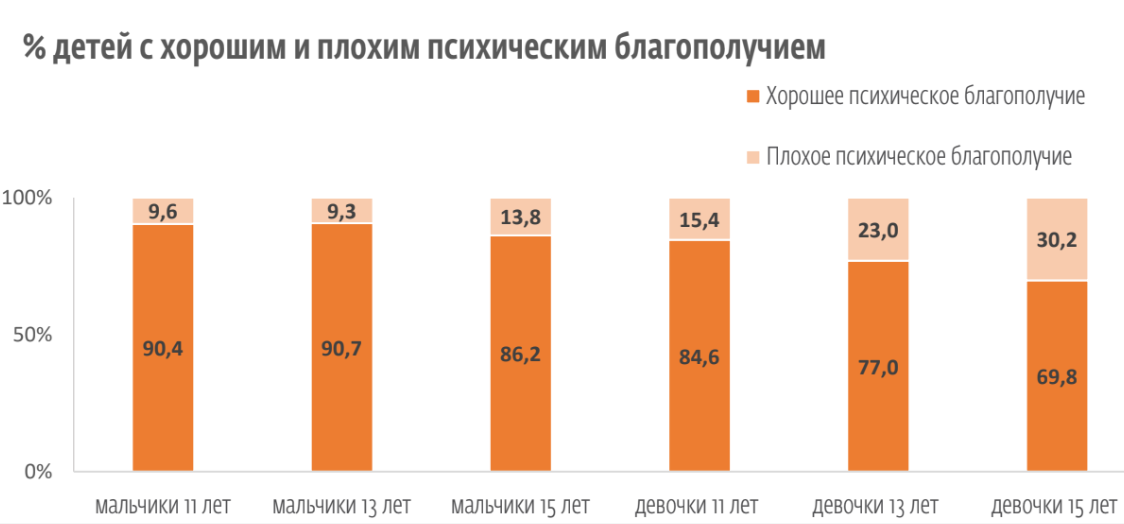 % детей с хорошим и плохим психическим благополучием
Хорошее психическое благополучие
Плохое психическое благополучие
100%
50%
0%
9,6
9,3
13,8
15,4
23,0
30,2
90,4
90,7
86,2
84,6
77,0
69,8
мальчики 11 лет
мальчики 13 лет
мальчики 15 лет
девочки 11 лет
девочки 13 лет
девочки 15 лет